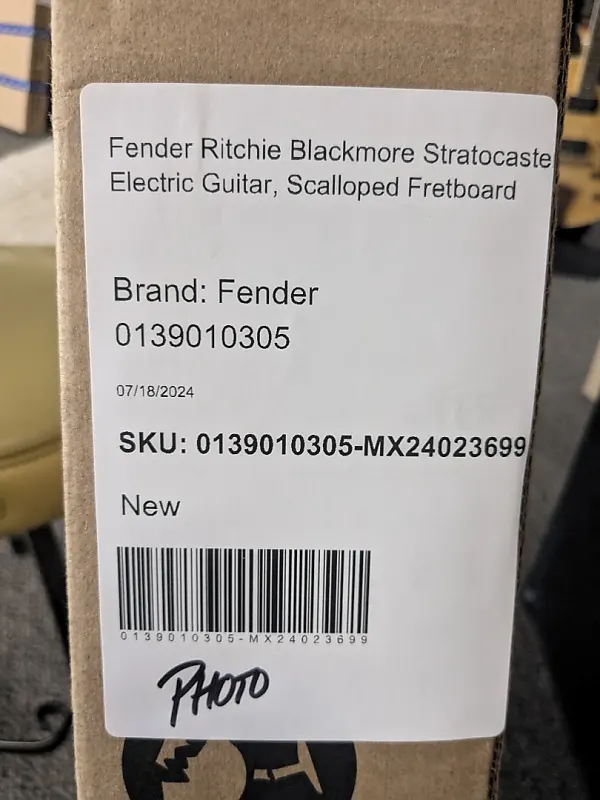 Fender Ritchie Blackmore Stratocaste
Electric Guitar, Scalloped Fretboard
Brand: Fender
0139010305
07/18/2024
SKU: 0139010305-MX24023699
New
0139010305-MX24023699
PHOTO